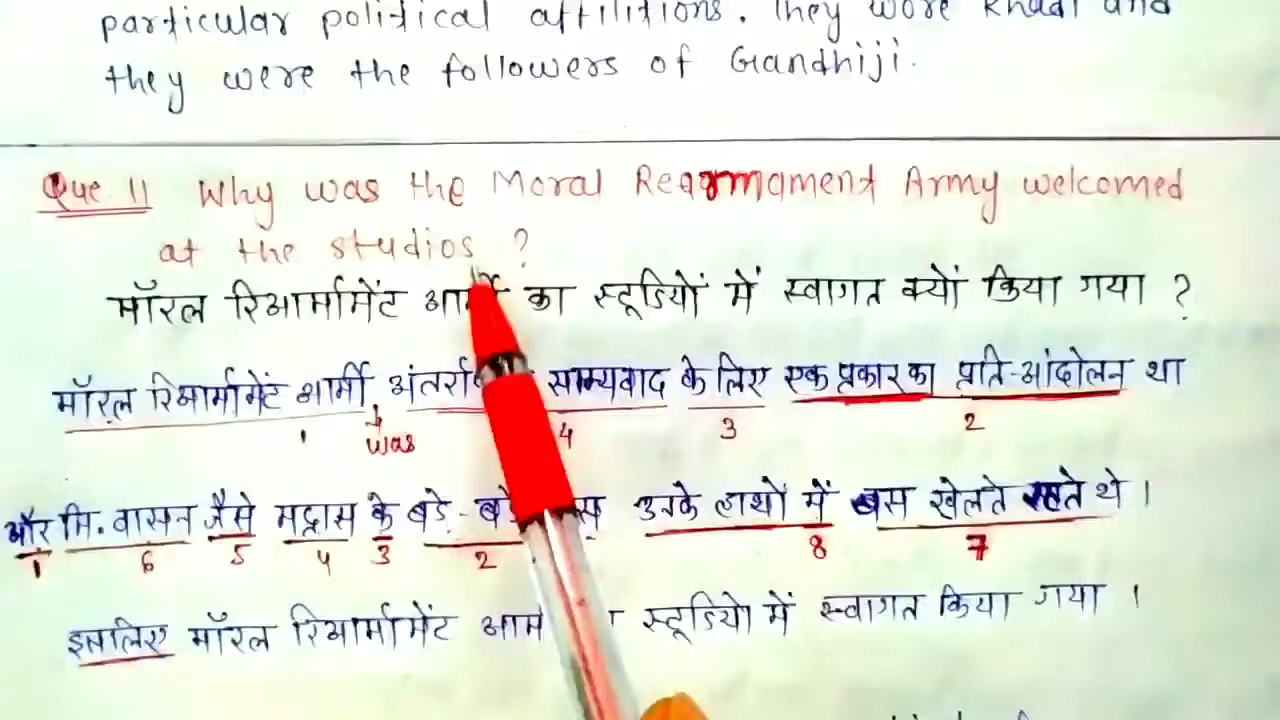 particular political affilitions. They wore khadi and
they were the followers of Gandhiji.
Que. 11 Why was the Moral Rearmament Army welcomed
at the studios ?
मॉरल रिआर्मामेंट आर्मी का स्टूडियों में स्वागत क्यों किया गया ?
मॉरल रिआर्मामेंट आर्मी, साम्यवाद के लिए एक प्रकार का प्रति-आंदोलन था
1 was 4 3 2
और मि. वासन जैसे मद्रास के बड़े-बड़े उनके हाथों में बस खेलते रहते थे ।
1 6 5 4 3 2 8 7
इसलिए मॉरल रिआर्मामेंट स्टूडियो में स्वागत किया गया ।